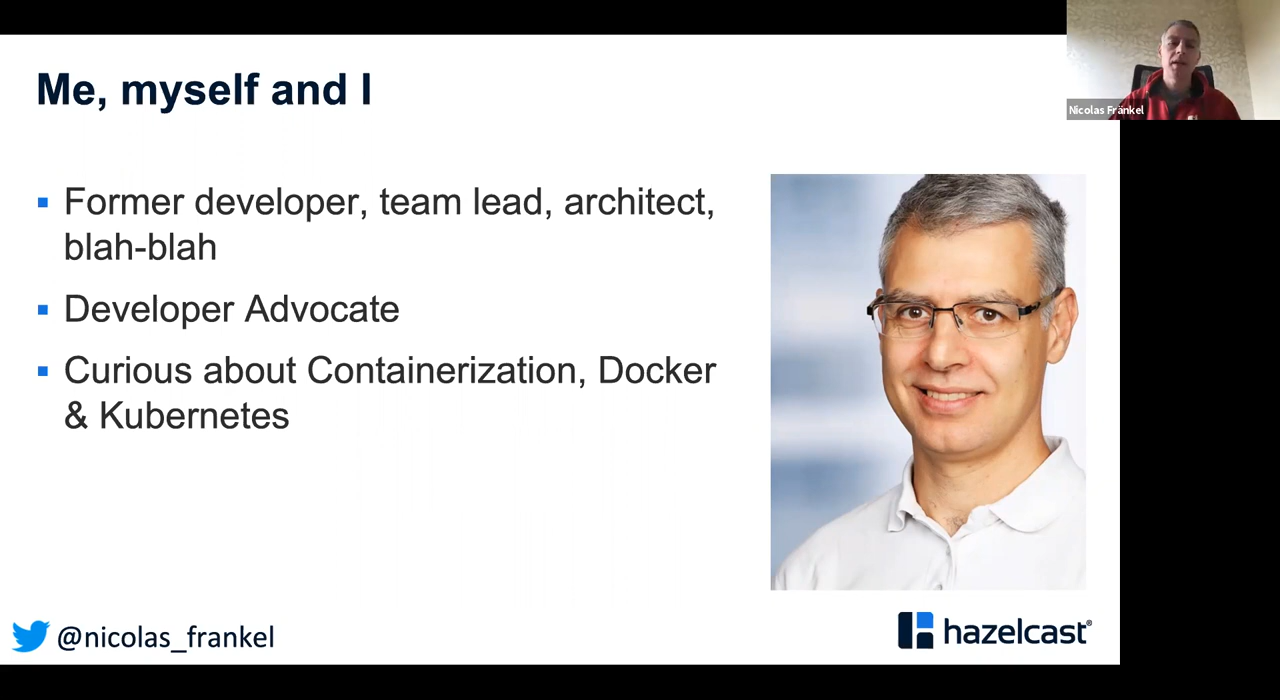 Me, myself and I
Nicolas Fränkel
Former developer, team lead, architect,
blah-blah
Developer Advocate
Curious about Containerization, Docker
& Kubernetes
@nicolas_frankel
hazelcast®